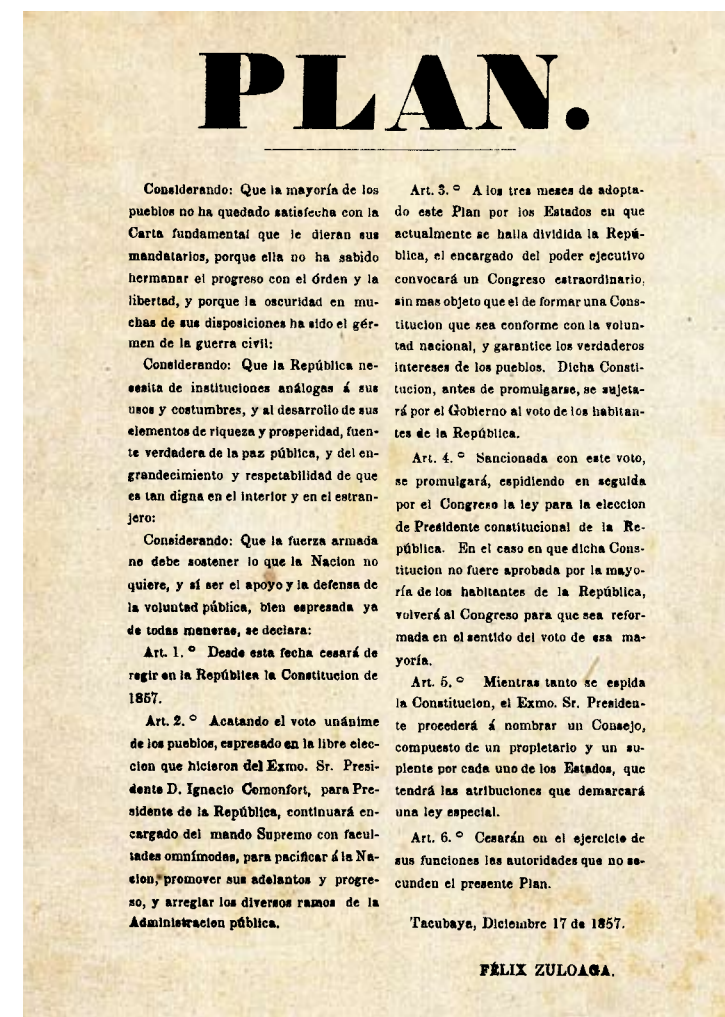 PLAN.
Considerando: Que la mayoría de los
pueblos no ha quedado satisfecha con la
Carta fundamental que le dieran sus
mandatarios, porque ella no ha sabido
hermanar el progreso con el órden y la
libertad, y porque la oscuridad en mu-
chas de sus disposiciones ha sido el gér-
men de la guerra civil:
Considerando: Que la República ne-
sesita de instituciones análogas á sus
usos y costumbres, y al desarrollo de sus
elementos de riqueza y prosperidad, fuen-
te verdadera de la paz pública, y del en-
grandecimiento y respetabilidad de que
es tan digna en el interior y en el estran-
jero:
Considerando: Que la fuerza armada
no debe sostener lo que la Nacion no
quiere, y sí ser el apoyo y la defensa de
la voluntad pública, bien espresada ya
de todas maneras, se declara:
Art. 1.º Desde esta fecha cesará de
regir en la República la Constitucion de
1857.
Art. 2.º Acatando el voto unánime
de los pueblos, espresado en la libre elec-
cion que hicieron del Exmo. Sr. Presi-
dente D. Ignacio Comonfort, para Pre-
sidente de la República, continuará en-
cargado del mando Supremo con facul-
tades omnímodas, para pacificar á la Na-
cion, promover sus adelantos y progre-
so, y arreglar los diversos ramos de la
Administracion pública.
Art. 3.º A los tres meses de adopta-
do este Plan por los Estados en que
actualmente se halla dividida la Repú-
blica, el encargado del poder ejecutivo
convocará un Congreso estraordinario,
sin mas objeto que el de formar una Cons-
titucion que sea conforme con la volun-
tad nacional, y garantice los verdaderos
intereses de los pueblos. Dicha Consti-
tucion, antes de promulgarse, se sujeta-
rá por el Gobierno al voto de los habitan-
tes de la República.
Art. 4.º Sancionada con este voto,
se promulgará, espidiendo en seguida
por el Congreso la ley para la eleccion
de Presidente constitucional de la Re-
pública. En el caso en que dicha Cons-
titucion no fuere aprobada por la mayo-
ría de los habitantes de la República,
volverá al Congreso para que sea refor-
mada en el sentido del voto de esa ma-
yoría.
Art. 5.º Mientras tanto se espida
la Constitucion, el Exmo. Sr. Presiden-
te procederá á nombrar un Consejo,
compuesto de un propietario y un su-
plente por cada uno de los Estados, que
tendrá las atribuciones que demarcará
una ley especial.
Art. 6.º Cesarán en el ejercicio de
sus funciones las autoridades que no se-
cunden el presente Plan.
Tacubaya, Diciembre 17 de 1857.
FÉLIX ZULOAGA.